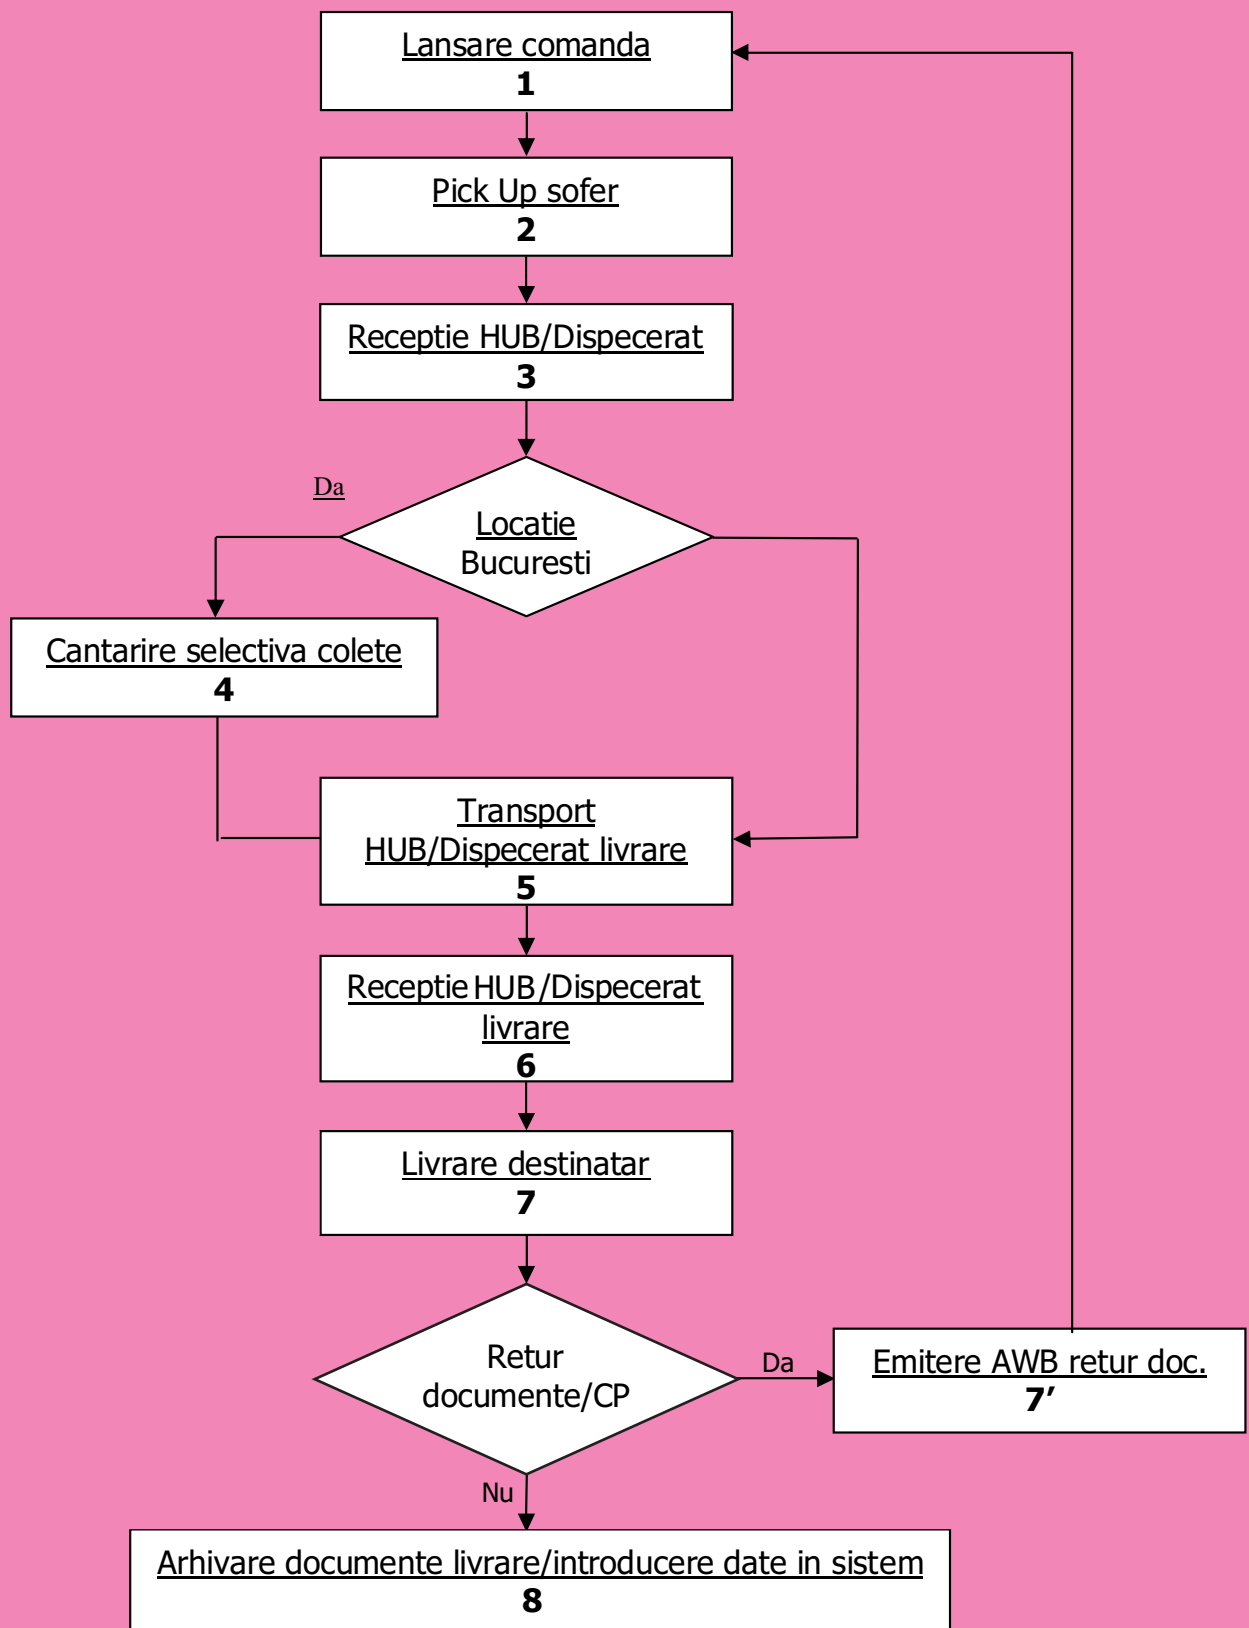 Lansare comanda
1
Pick Up sofer
2
Receptie HUB/Dispecerat
3
Da
Locatie
Bucuresti
Cantarire selectiva colete
4
Transport
HUB/Dispecerat livrare
5
Receptie HUB/Dispecerat
livrare
6
Livrare destinatar
7
Retur
documente/CP
Da
Emitere AWB retur doc.
7’
Nu
Arhivare documente livrare/introducere date in sistem
8